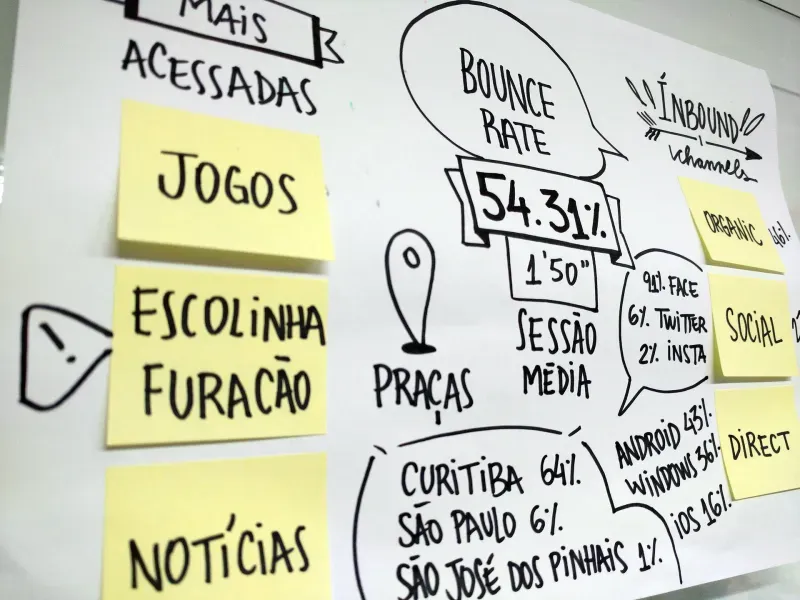 MAIS
ACESSADAS
JOGOS
ESCOLINHA
FURACÃO
NOTÍCIAS
BOUNCE
RATE
54.31%
1'50"
SESSÃO
MÉDIA
PRAÇAS
CURITIBA 64%
SÃO PAULO 6%
SÃO JOSÉ DOS PINHAIS 1%
INBOUND
channels
ORGANIC 46%
SOCIAL
DIRECT
91% FACE
6% TWITTER
2% INSTA
ANDROID 43%
WINDOWS 36%
iOS 16%